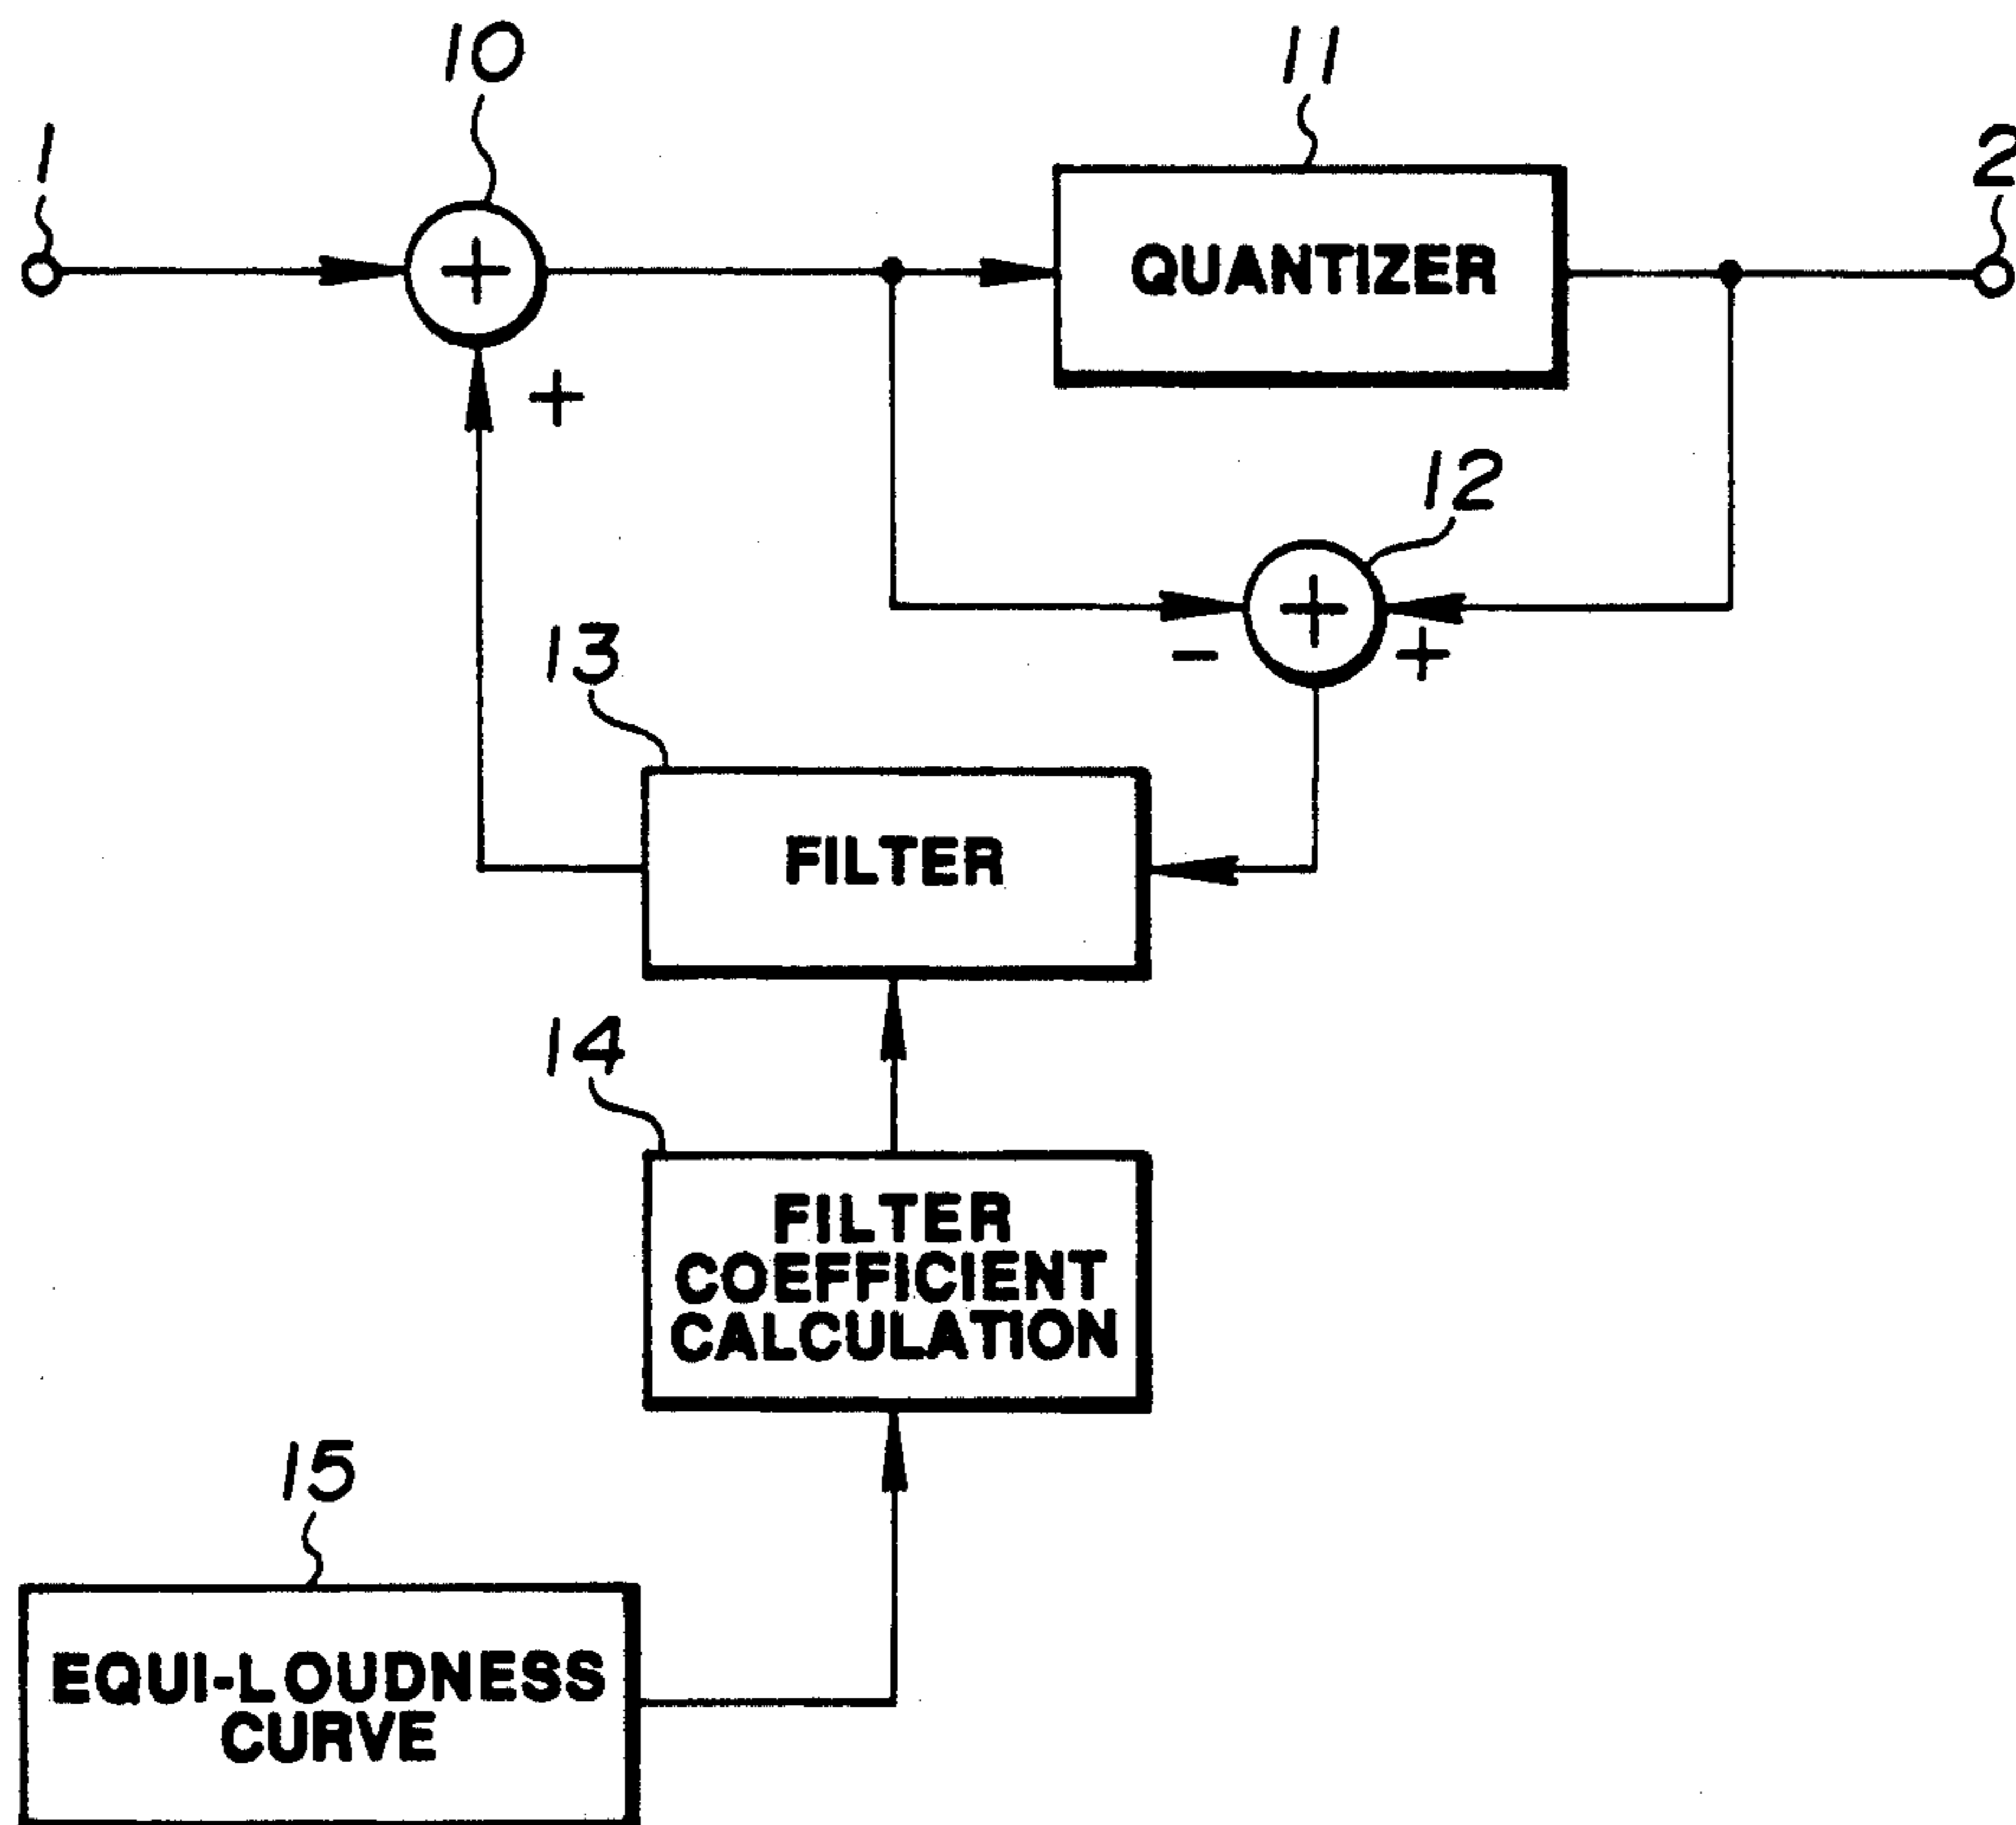 10
11
1
2
+
QUANTIZER
+
12
+
- +
13
FILTER
14
FILTER
COEFFICIENT
CALCULATION
15
EQUI-LOUDNESS
CURVE